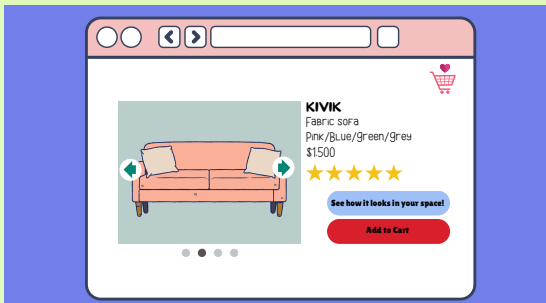 KIVIK
Fabric sofa
Pink/Blue/Green/Grey
$1500
See how it looks in your space!
Add to Cart